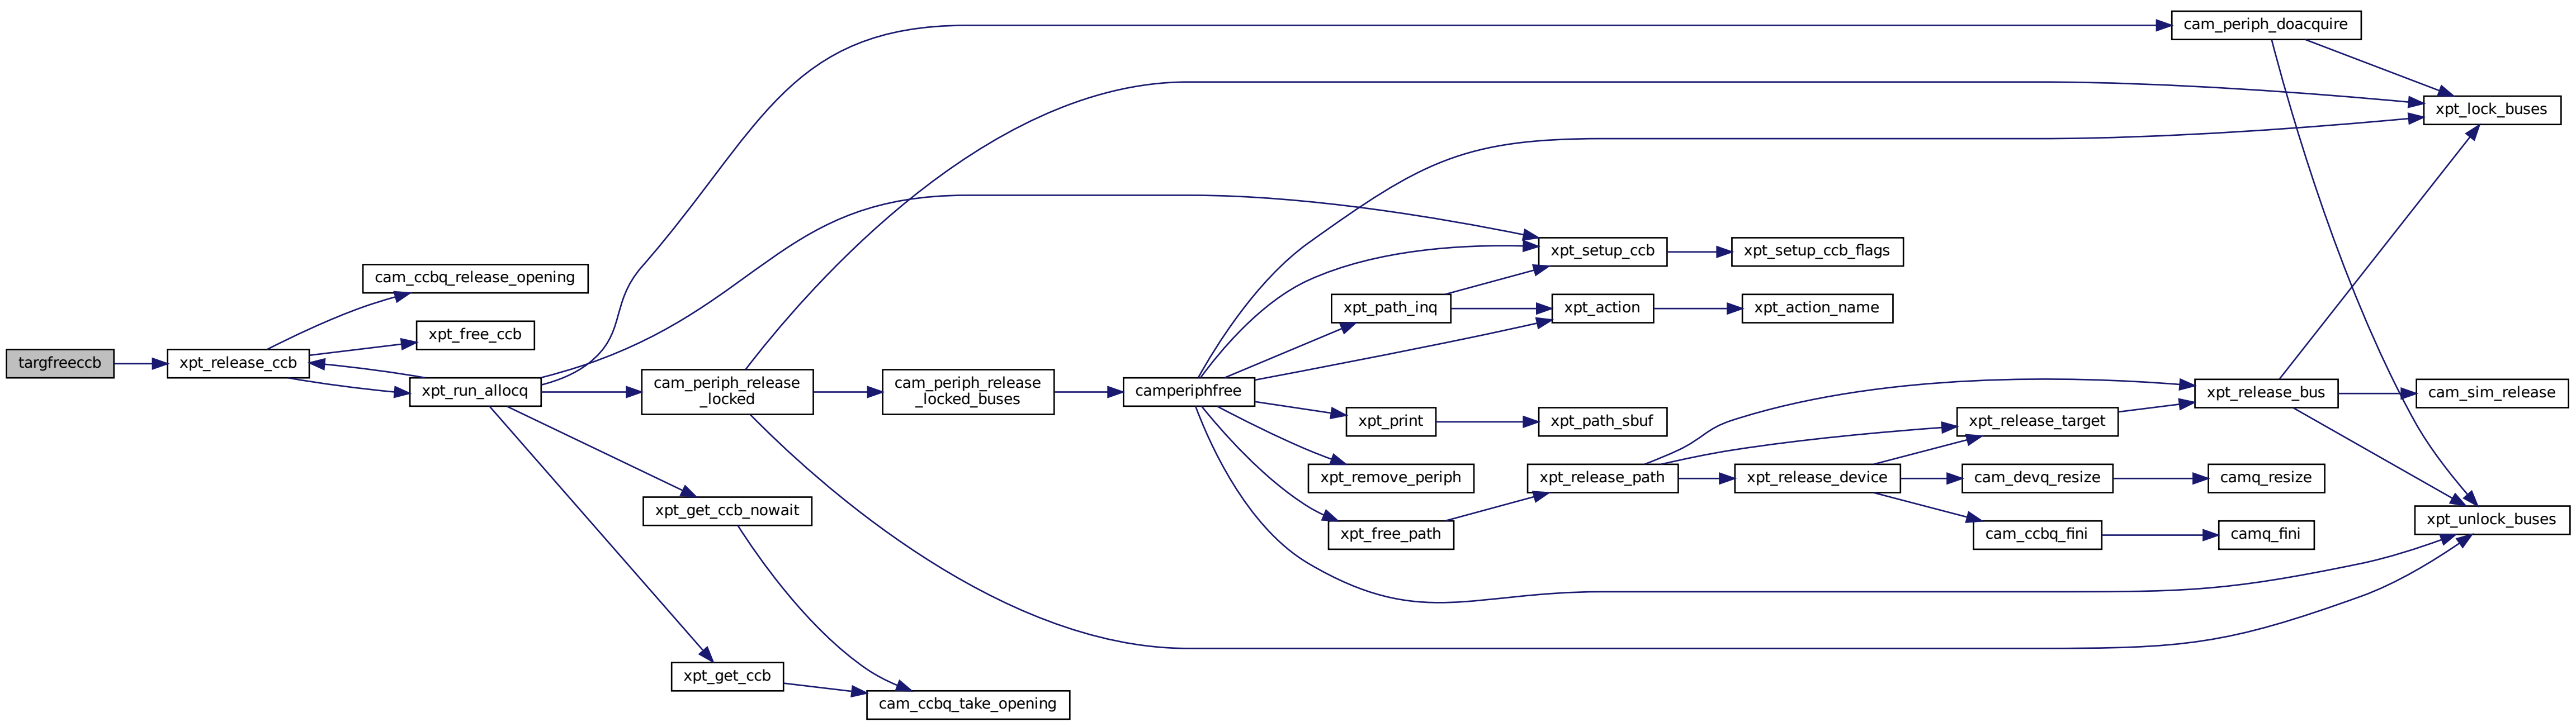 cam_periph_doacquire
xpt_lock_buses
xpt_setup_ccb
xpt_setup_ccb_flags
cam_ccbq_release_opening
xpt_path_inq
xpt_action
xpt_action_name
xpt_free_ccb
targfreeccb
xpt_release_ccb
xpt_run_allocq
cam_periph_release
_locked
cam_periph_release
_locked_buses
camperiphfree
xpt_release_bus
cam_sim_release
xpt_print
xpt_path_sbuf
xpt_release_target
xpt_remove_periph
xpt_release_path
xpt_release_device
cam_devq_resize
camq_resize
xpt_get_ccb_nowait
xpt_unlock_buses
xpt_free_path
cam_ccbq_fini
camq_fini
xpt_get_ccb
cam_ccbq_take_opening